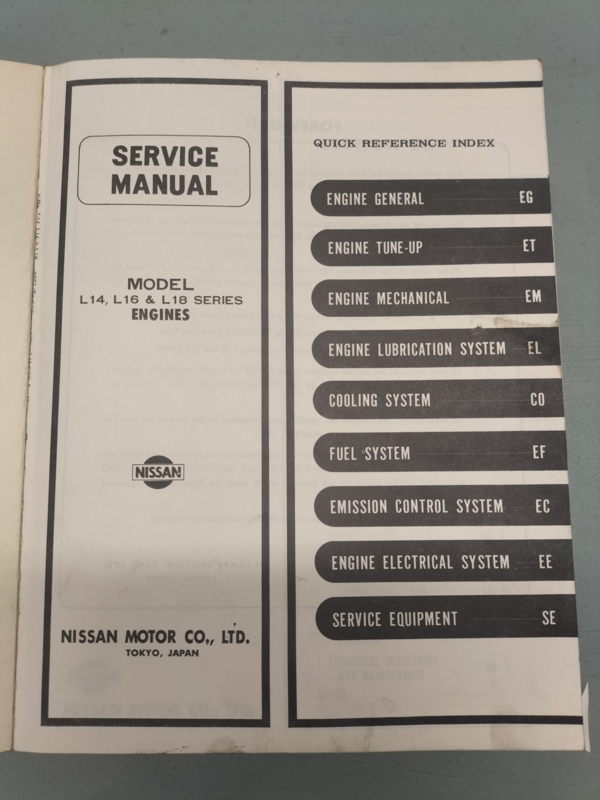 SERVICE
MANUAL
MODEL
L14, L16 & L18 SERIES
ENGINES
NISSAN
NISSAN MOTOR CO., LTD.
TOKYO, JAPAN
QUICK REFERENCE INDEX
ENGINE GENERAL EG
ENGINE TUNE-UP ET
ENGINE MECHANICAL EM
ENGINE LUBRICATION SYSTEM EL
COOLING SYSTEM CO
FUEL SYSTEM EF
EMISSION CONTROL SYSTEM EC
ENGINE ELECTRICAL SYSTEM EE
SERVICE EQUIPMENT SE